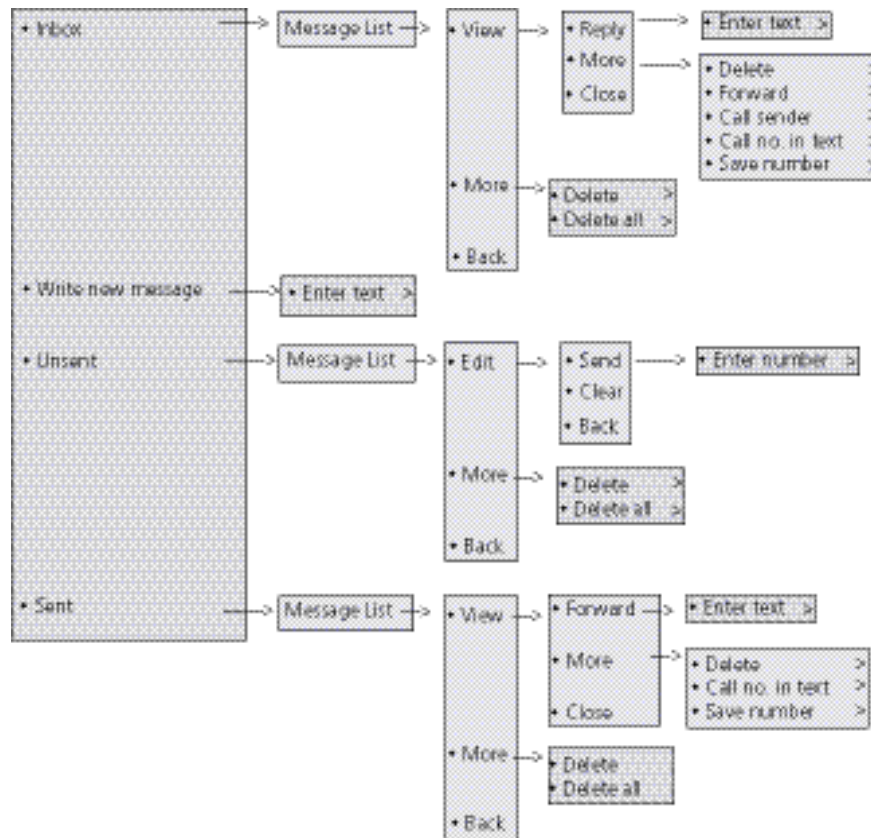 • Inbox
Message List
• View
• Reply
• Enter text >
• More
• Close
• Delete >
• Forward >
• Call sender >
• Call no. in text >
• Save number >
• More
• Delete >
• Delete all >
• Back
• Write new message
• Enter text >
• Unsent
Message List
• Edit
• Send
• Enter number >
• Clear
• Back
• More
• Delete >
• Delete all >
• Back
• Sent
Message List
• View
• Forward
• Enter text >
• More
• Close
• Delete >
• Call no. in text >
• Save number >
• More
• Delete
• Delete all
• Back